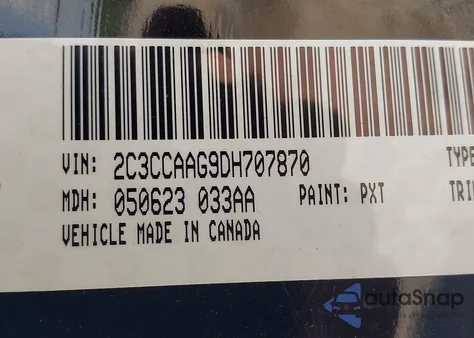 VIN: 2C3CCAAG9DH707870 TYPE
MDH: 050623 033AA PAINT: PXT TRI
VEHICLE MADE IN CANADA
autoSnap